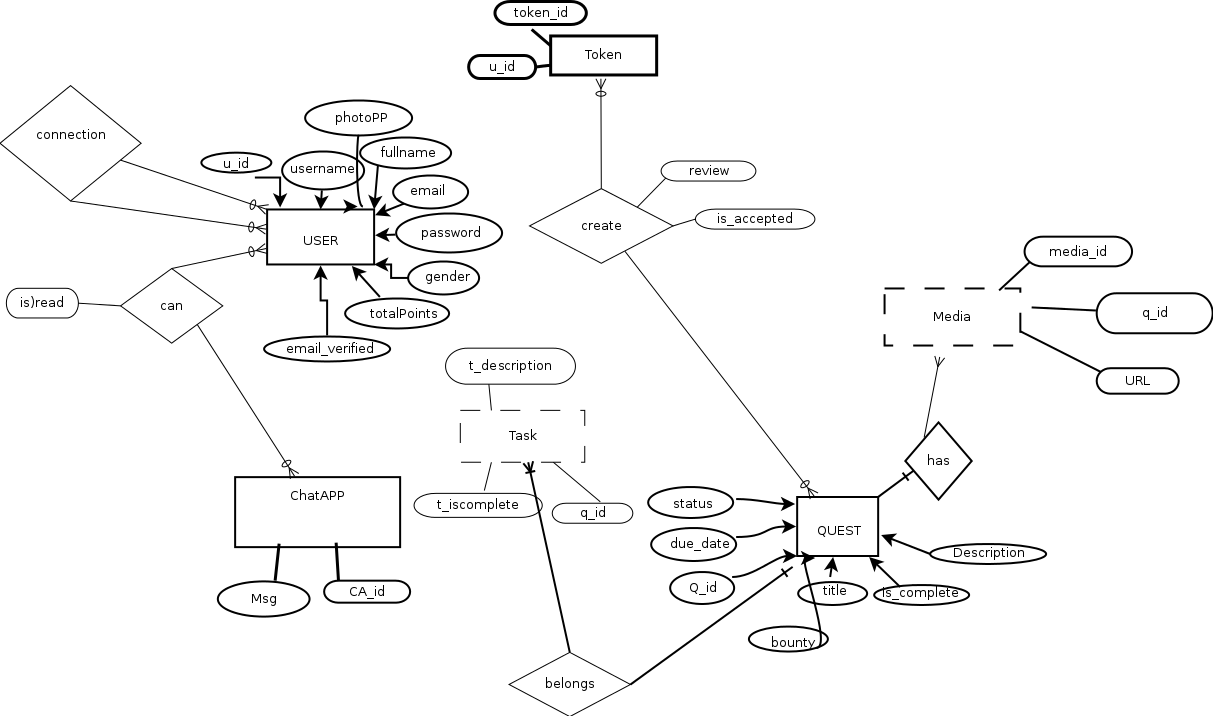 token_id
Token
u_id
photoPP
connection
fullname
u_id
username
review
email
is_accepted
create
password
USER
media_id
gender
is)read
can
totalPoints
q_id
Media
email_verified
t_description
URL
Task
has
ChatAPP
t_iscomplete
q_id
status
QUEST
due_date
Description
Q_id
title
is_complete
Msg
CA_id
bounty
belongs